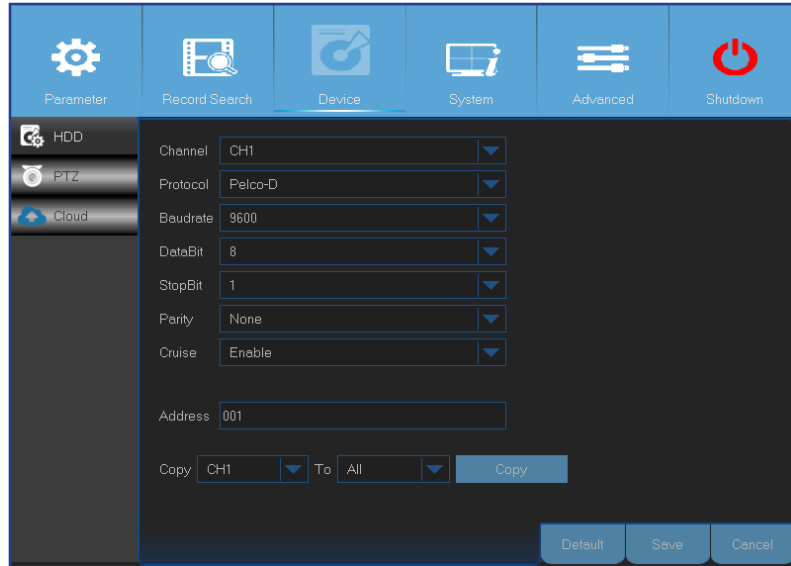 Parameter Record Search Device System Advanced Shutdown
HDD
PTZ
Cloud
Channel CH1
Protocol Pelco-D
Baudrate 9600
DataBit 8
StopBit 1
Parity None
Cruise Enable
Address 001
Copy CH1 To All Copy
Default Save Cancel